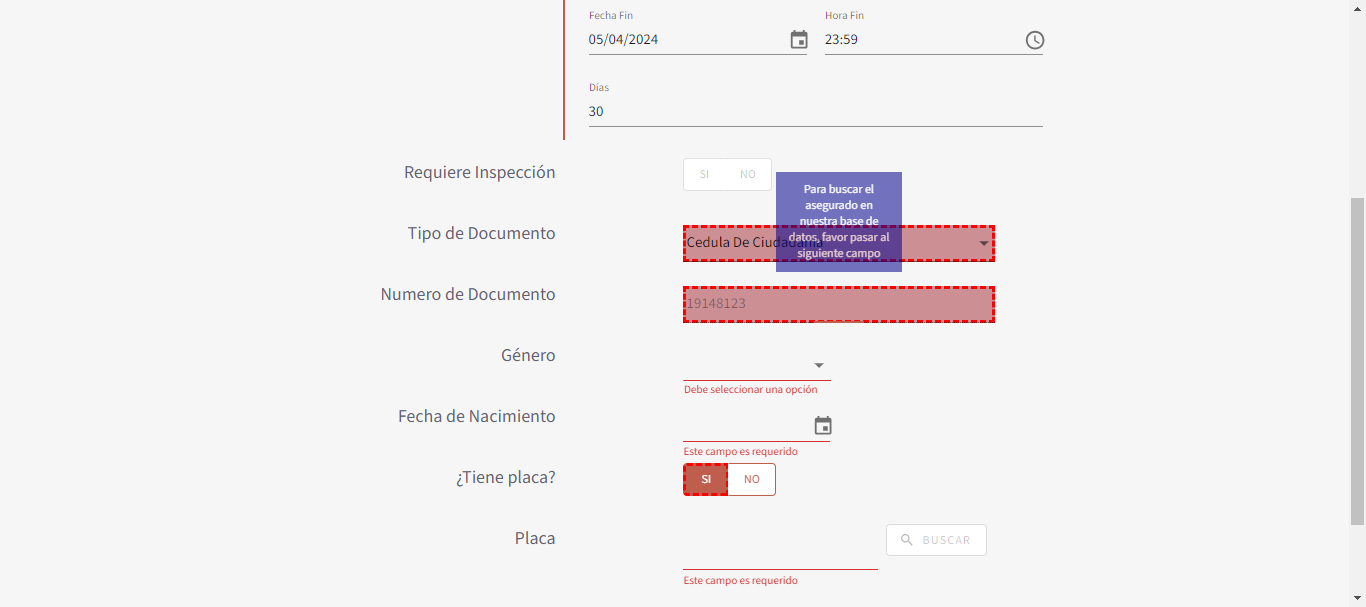 Fecha Fin
Hora Fin
05/04/2024
23:59
Días
30
Requiere Inspección
SI
NO
Para buscar el
asegurado en
nuestra base de
datos, favor pasar al
siguiente campo
Tipo de Documento
Cedula De Ciudadania
Numero de Documento
19148123
Género
Debe seleccionar una opción
Fecha de Nacimiento
Este campo es requerido
¿Tiene placa?
SI
NO
Placa
BUSCAR
Este campo es requerido